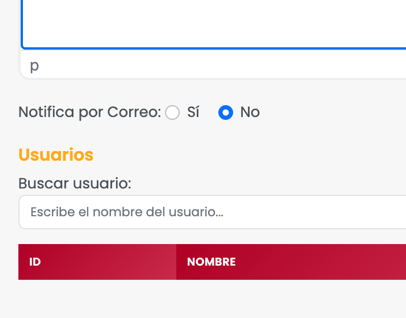 p
Notifica por Correo: Sí No
Usuarios
Buscar usuario:
Escribe el nombre del usuario...
ID NOMBRE